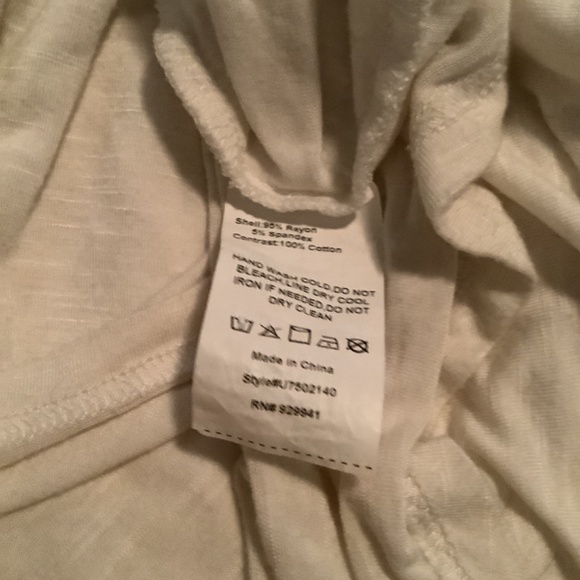 Shell:95% Rayon
5% Spandex
Contrast:100% Cotton
HAND WASH COLD,DO NOT
BLEACH,LINE DRY COOL
IRON IF NEEDED,DO NOT
DRY CLEAN
Made in China
Style#U7502140
RN# 929941